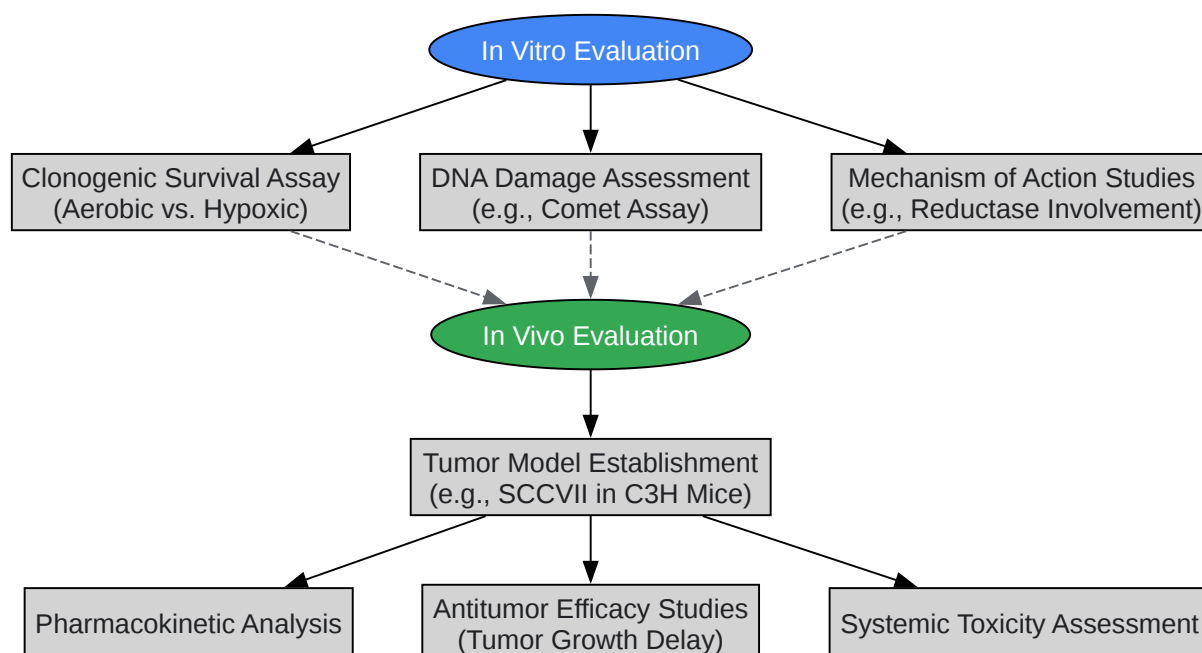 In Vitro Evaluation
Clonogenic Survival Assay
(Aerobic vs. Hypoxic)
DNA Damage Assessment
(e.g., Comet Assay)
Mechanism of Action Studies
(e.g., Reductase Involvement)
In Vivo Evaluation
Tumor Model Establishment
(e.g., SCCVII in C3H Mice)
Pharmacokinetic Analysis
Antitumor Efficacy Studies
(Tumor Growth Delay)
Systemic Toxicity Assessment